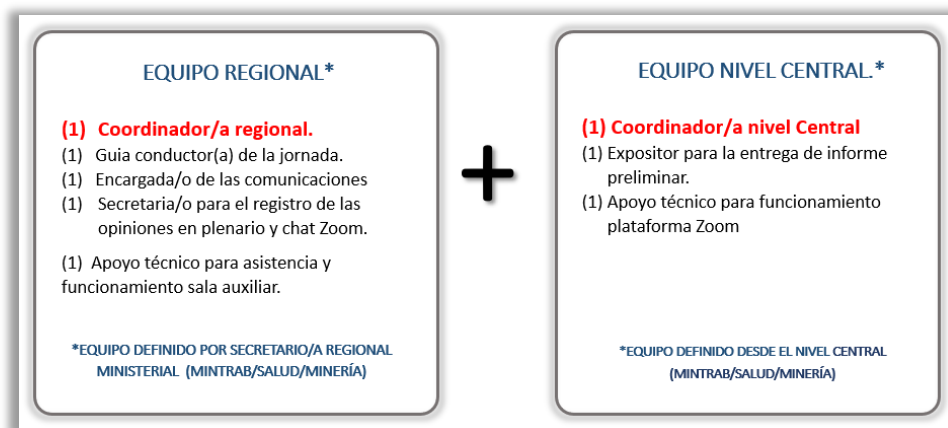 EQUIPO REGIONAL*
(1) Coordinador/a regional.
(1) Guia conductor(a) de la jornada.
(1) Encargada/o de las comunicaciones
(1) Secretaria/o para el registro de las
opiniones en plenario y chat Zoom.
(1) Apoyo técnico para asistencia y
funcionamiento sala auxiliar.
*EQUIPO DEFINIDO POR SECRETARIO/A REGIONAL
MINISTERIAL (MINTRAB/SALUD/MINERÍA)
+
EQUIPO NIVEL CENTRAL.*
(1) Coordinador/a nivel Central
(1) Expositor para la entrega de informe
preliminar.
(1) Apoyo técnico para funcionamiento
plataforma Zoom
*EQUIPO DEFINIDO DESDE EL NIVEL CENTRAL
(MINTRAB/SALUD/MINERÍA)